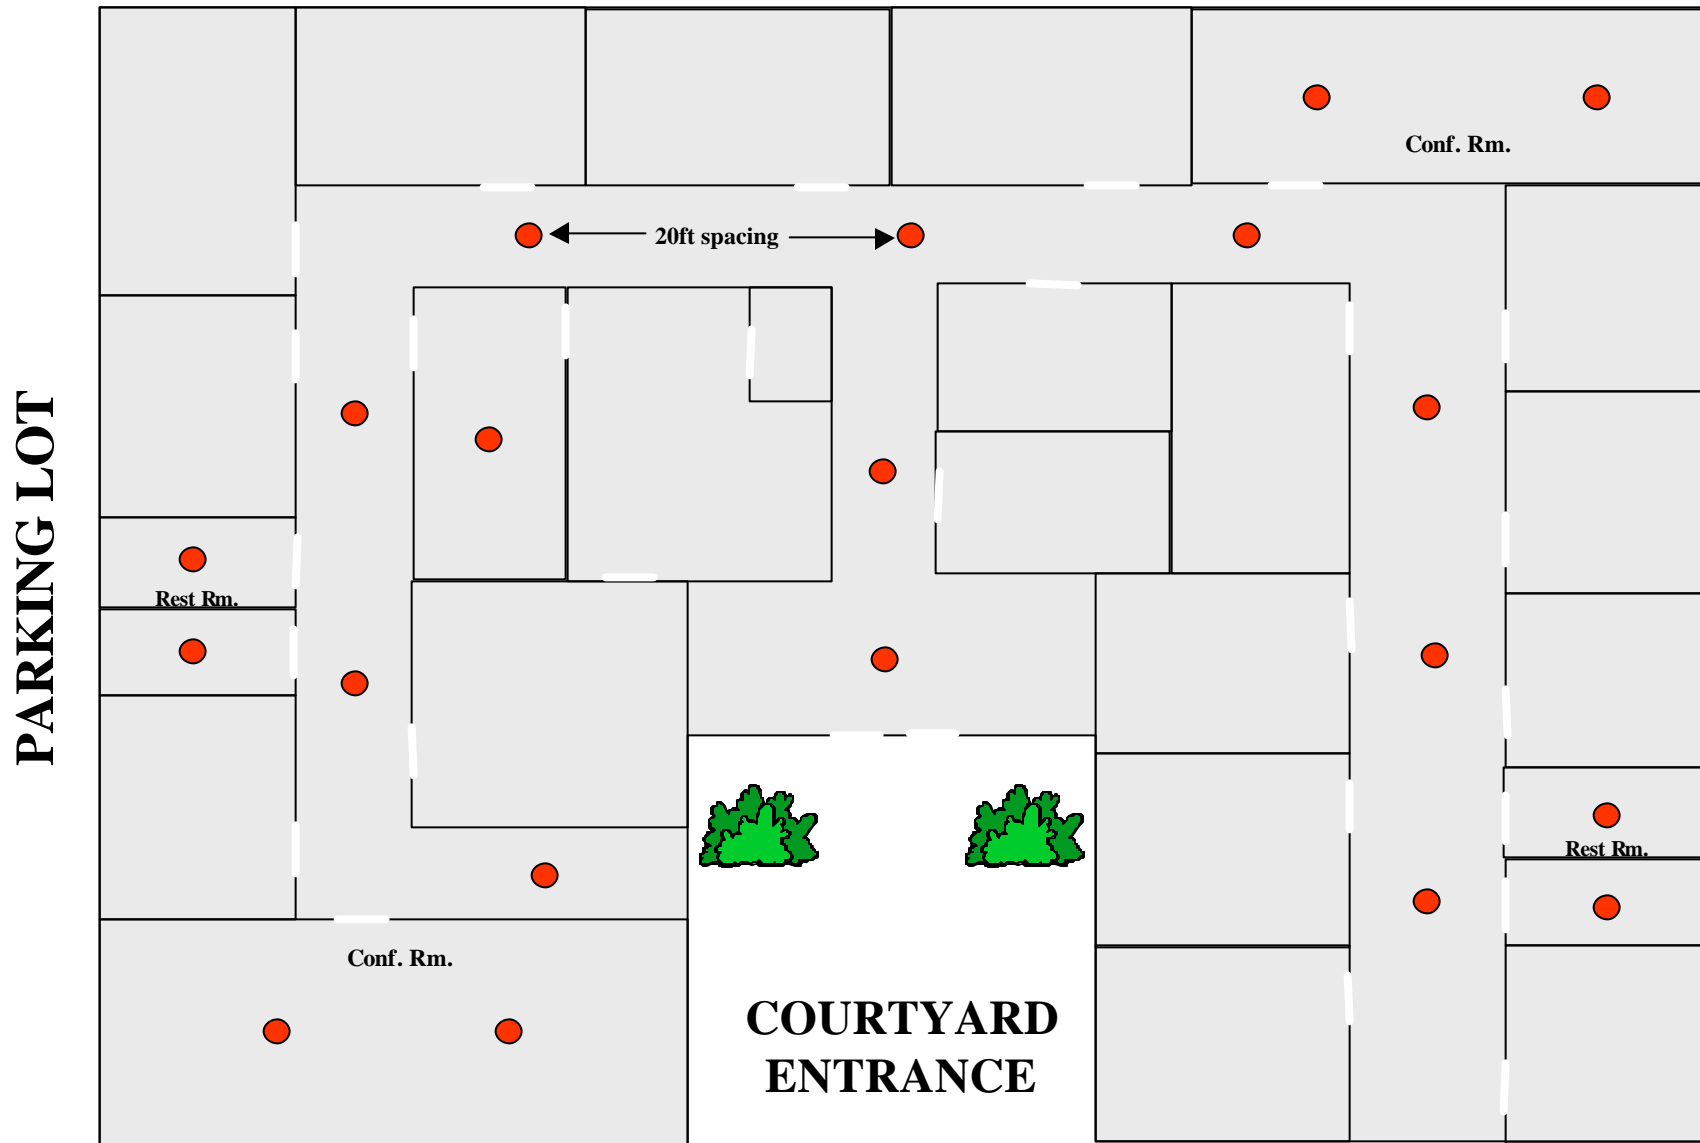 Conf. Rm.
20ft spacing
PARKING LOT
Rest Rm.
Rest Rm.
Conf. Rm.
COURTYARD
ENTRANCE